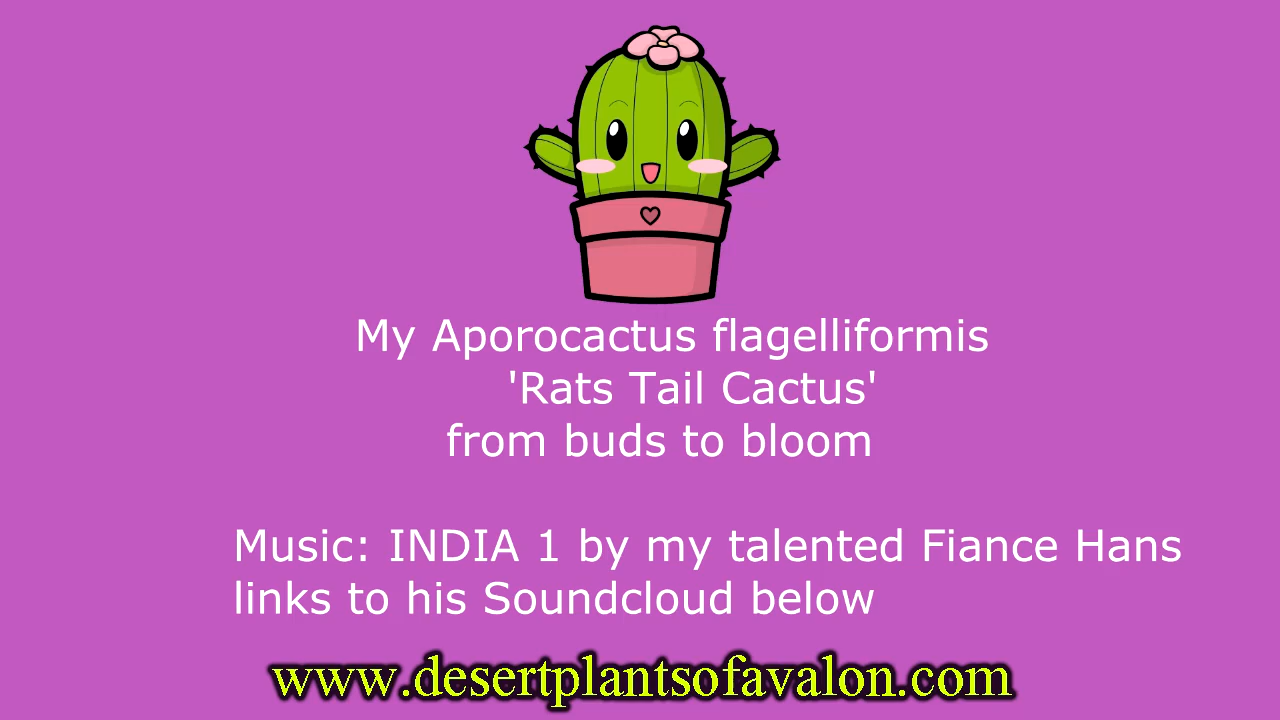 My Aporocactus flagelliformis
'Rats Tail Cactus'
from buds to bloom
Music: INDIA 1 by my talented Fiance Hans
links to his Soundcloud below
www.desertplantsofavalon.com